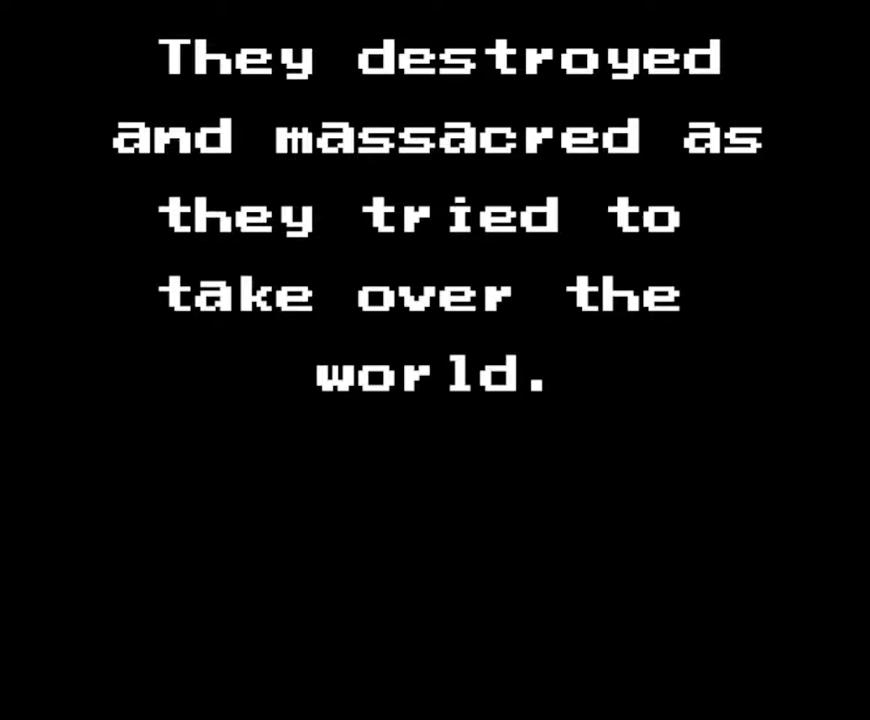 They destroyed
and massacred as
they tried to
take over the
world.